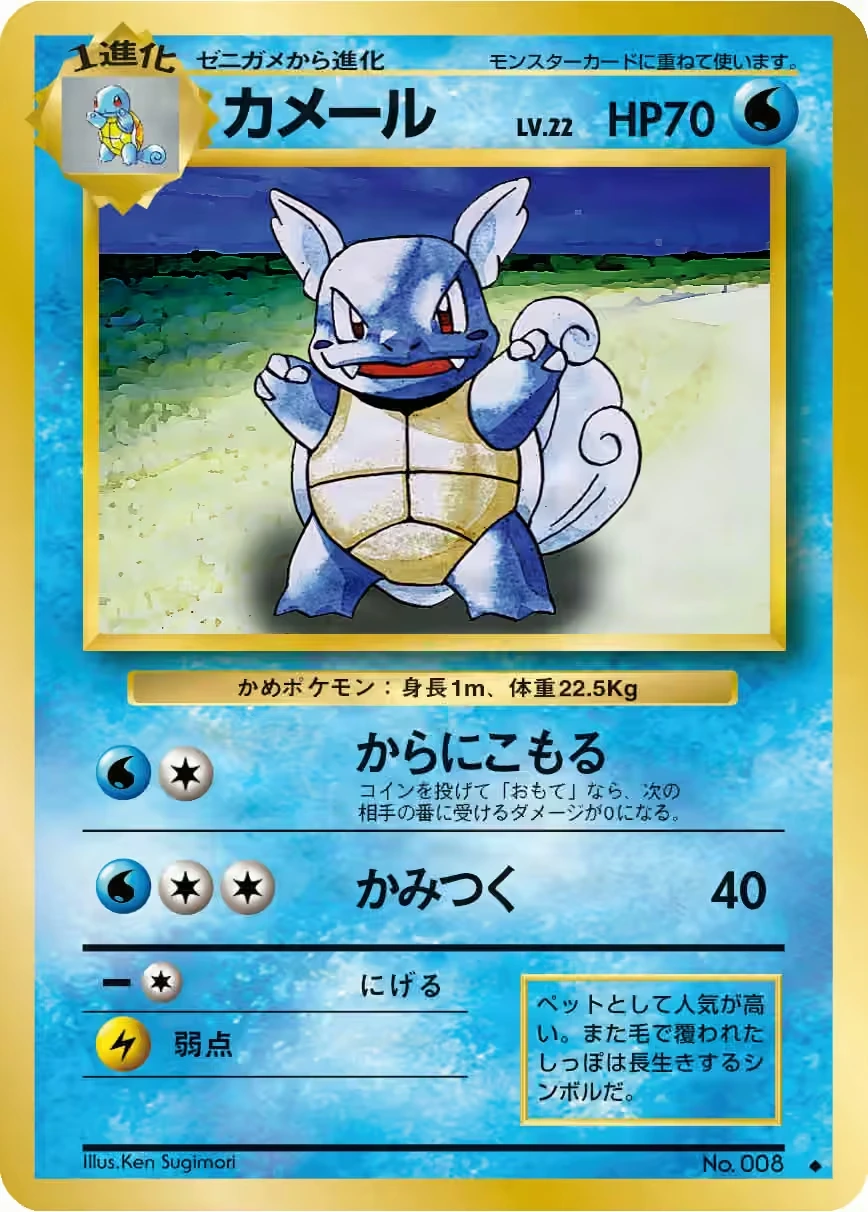 1進化
ゼニガメから進化
モンスターカードに重ねて使います。
カメール LV.22 HP70
かめポケモン：身長1m、体重22.5Kg
からにこもる
コインを投げて「おもて」なら、次の
相手の番に受けるダメージが0になる。
かみつく 40
にげる
弱点
ペットとして人気が高
い。また毛で覆われた
しっぽは長生きするシ
ンボルだ。
Illus.Ken Sugimori
No.008